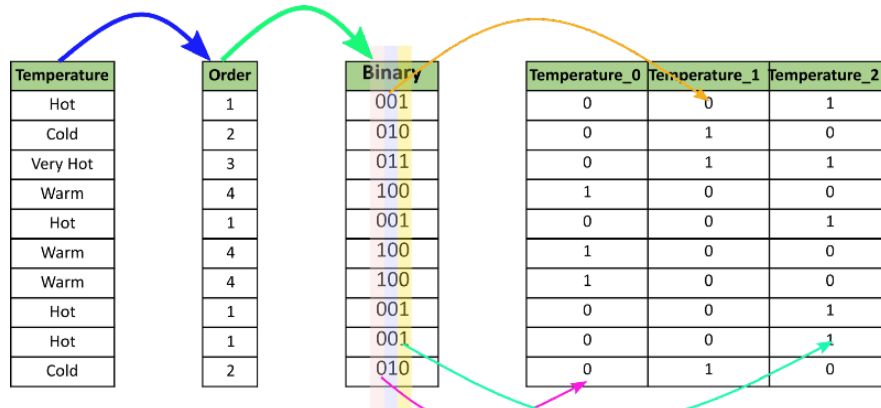 Temperature Order Binary Temperature_0 Temperature_1 Temperature_2
Hot 1 001 0 0 1
Cold 2 010 0 1 0
Very Hot 3 011 0 1 1
Warm 4 100 1 0 0
Hot 1 001 0 0 1
Warm 4 100 1 0 0
Warm 4 100 1 0 0
Hot 1 001 0 0 1
Hot 1 001 0 0 1
Cold 2 010 0 1 0